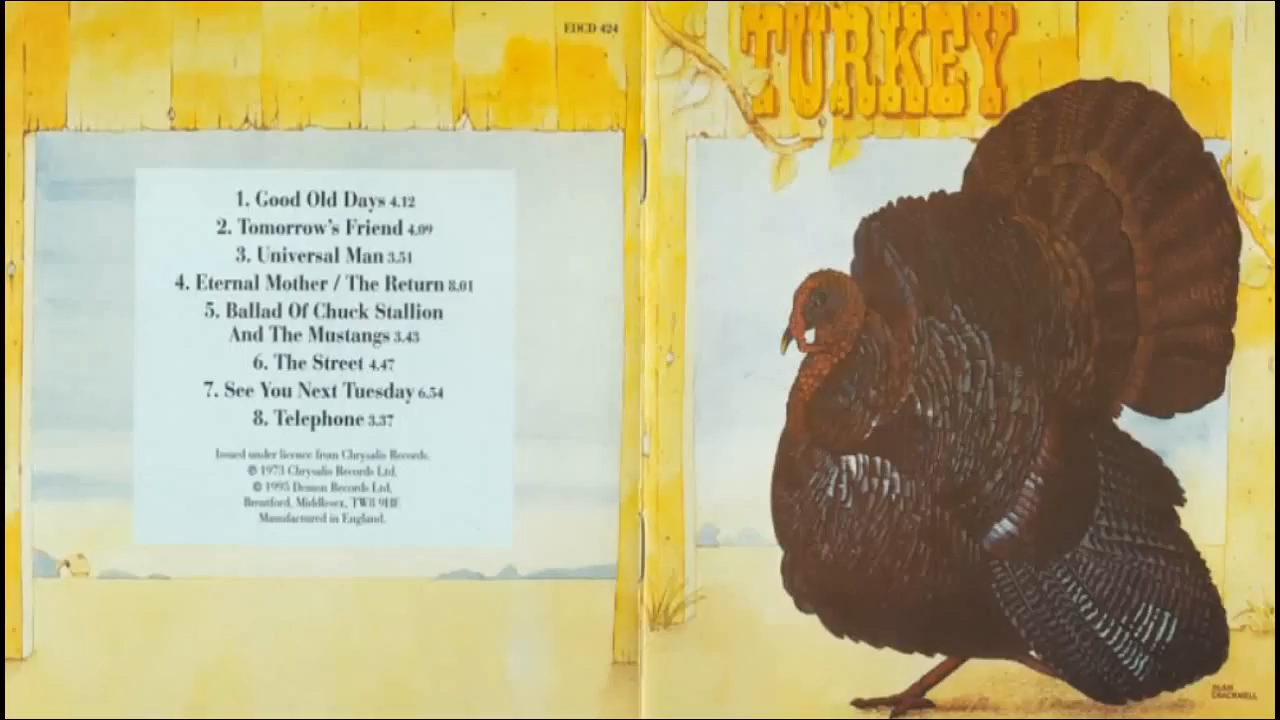 EDCD 424
1. Good Old Days 4.12
2. Tomorrow's Friend 4.09
3. Universal Man 3.51
4. Eternal Mother / The Return 8.01
5. Ballad Of Chuck Stallion
And The Mustangs 3.43
6. The Street 4.47
7. See You Next Tuesday 6.54
8. Telephone 3.37
Issued under licence from Chrysalis Records.
℗ 1973 Chrysalis Records Ltd.
© 1995 Demon Records Ltd,
Brentford, Middlesex, TW8 9HF
Manufactured in England.
TURKEY
ALAN
CRACKNELL